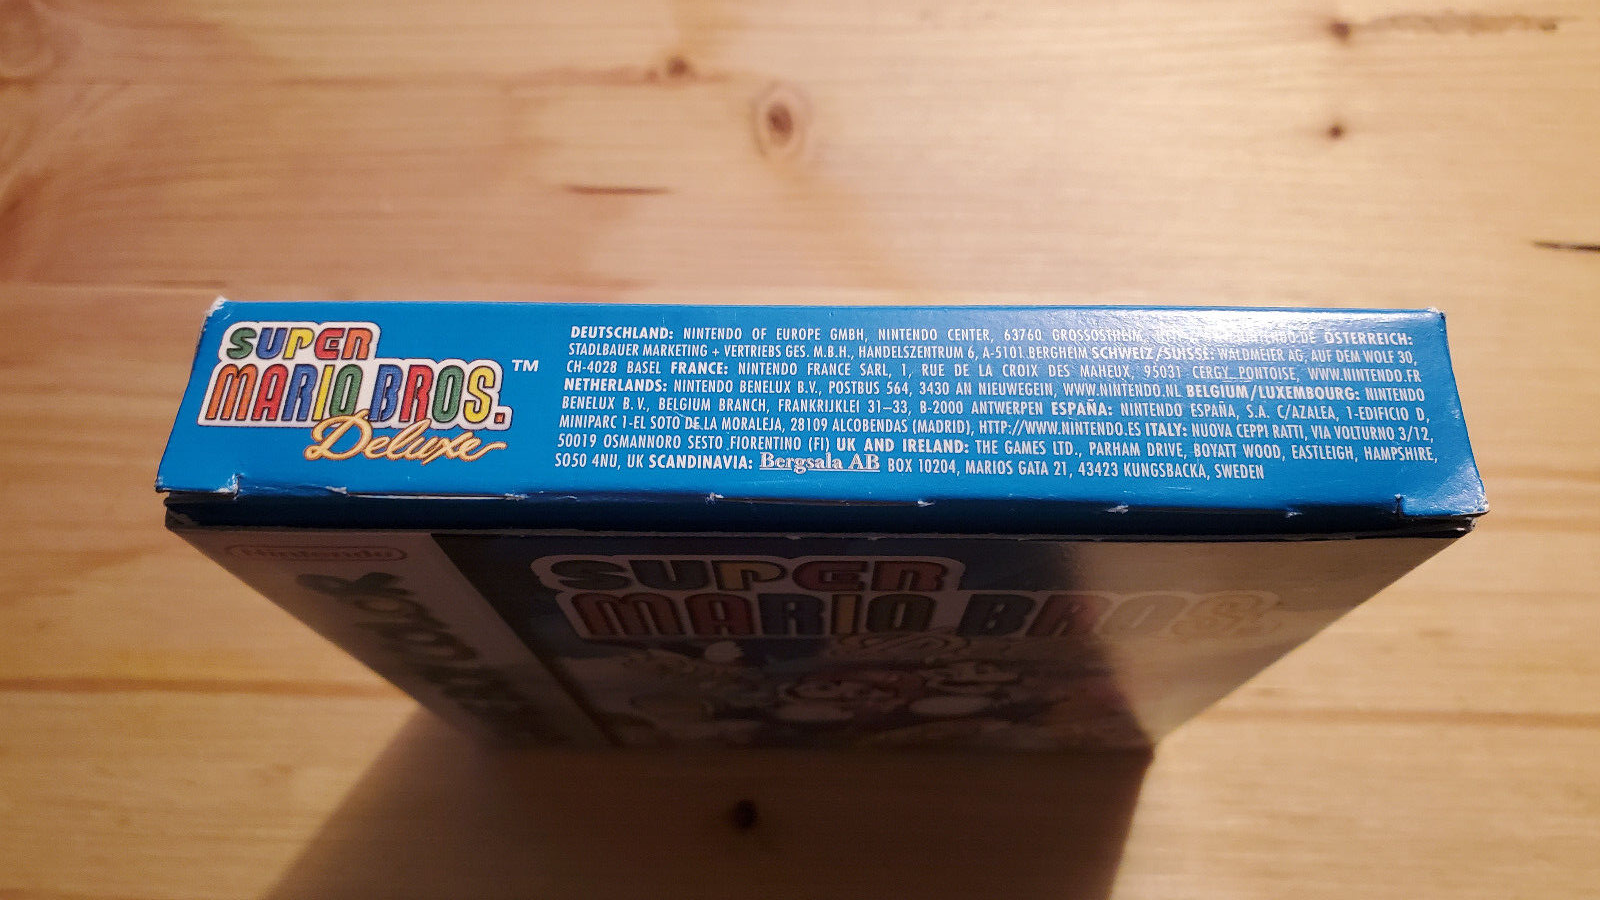 SUPER
MARIO BROS.™
Deluxe
DEUTSCHLAND: NINTENDO OF EUROPE GMBH, NINTENDO CENTER, 63760 GROSSOSTHEIM, ÖSTERREICH:
STADLBAUER MARKETING + VERTRIEBS GES. M.B.H., HANDELSZENTRUM 6, A-5101 BERGHEIM SCHWEIZ/SUISSE: WALDMEIER AG, AUF DEM WOLF 30,
CH-4028 BASEL FRANCE: NINTENDO FRANCE SARL, 1, RUE DE LA CROIX DES MAHEUX, 95031 CERGY PONTOISE, WWW.NINTENDO.FR
NETHERLANDS: NINTENDO BENELUX B.V., POSTBUS 564, 3430 AN NIEUWEGEIN, WWW.NINTENDO.NL BELGIUM/LUXEMBOURG: NINTENDO
BENELUX B.V., BELGIUM BRANCH, FRANKRIJKLEI 31–33, B-2000 ANTWERPEN ESPAÑA: NINTENDO ESPAÑA, S.A. C/AZALEA, 1-EDIFICIO D,
MINIPARC 1-EL SOTO DE LA MORALEJA, 28109 ALCOBENDAS (MADRID), HTTP://WWW.NINTENDO.ES ITALY: NUOVA CEPPI RATTI, VIA VOLTURNO 3/12,
50019 OSMANNORO SESTO FIORENTINO (FI) UK AND IRELAND: THE GAMES LTD., PARHAM DRIVE, BOYATT WOOD, EASTLEIGH, HAMPSHIRE,
SO50 4NU, UK SCANDINAVIA: Bergsala AB BOX 10204, MARIOS GATA 21, 43423 KUNGSBACKA, SWEDEN
Nintendo
SUPER
MARIO BROS.